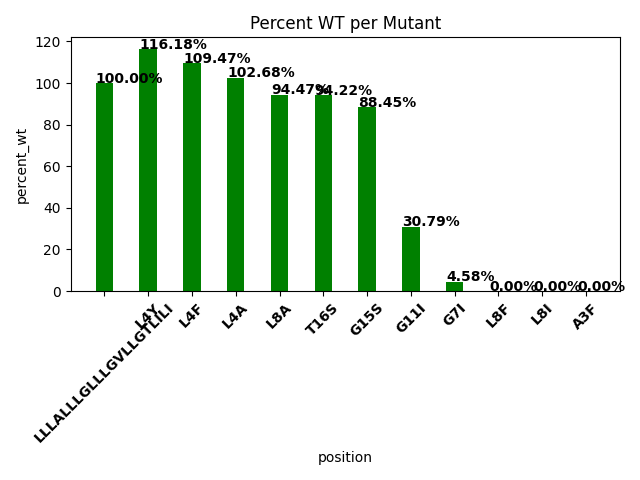 Percent WT per Mutant
percent_wt
120
100
80
60
40
20
0
100.00%
116.18%
109.47%
102.68%
94.47%
94.22%
88.45%
30.79%
4.58%
0.00%
0.00%
0.00%
LLLALLLGLLLGVLLGTLILI
L4Y
L4F
L4A
L8A
T16S
G15S
G11I
G7I
L8F
L8I
A3F
position